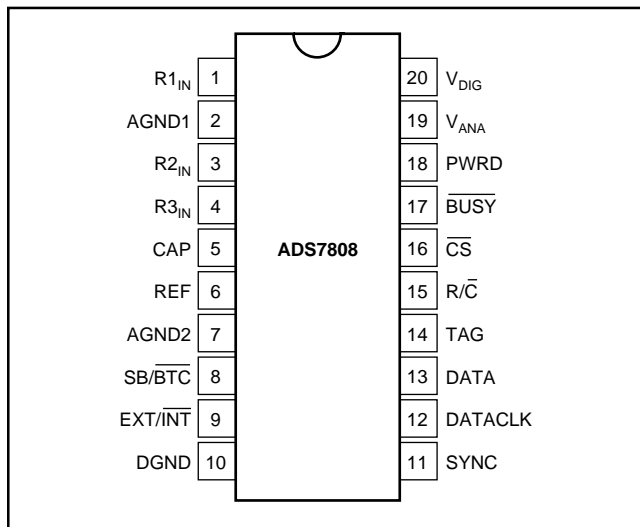 R1IN 1 20 VDIG
AGND1 2 19 VANA
R2IN 3 18 PWRD
R3IN 4 17 BUSY
CAP 5 ADS7808 16 CS
REF 6 15 R/C
AGND2 7 14 TAG
SB/BTC 8 13 DATA
EXT/INT 9 12 DATACLK
DGND 10 11 SYNC